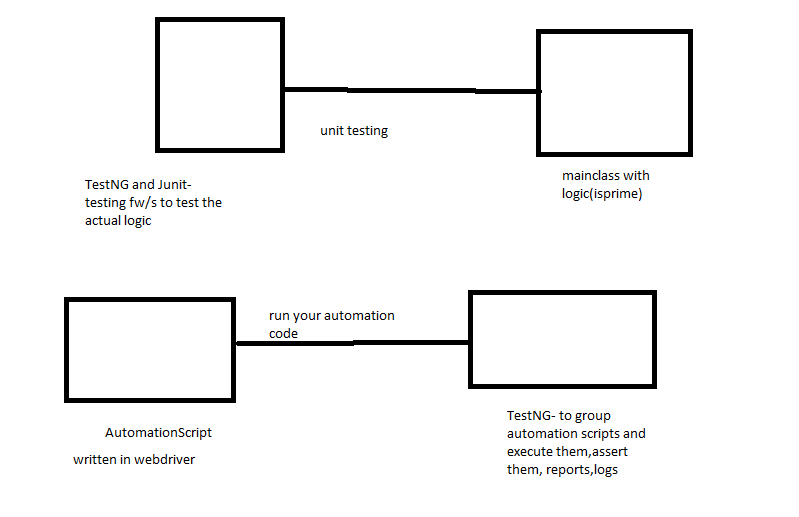 unit testing
TestNG and Junit-
testing fw/s to test the
actual logic
mainclass with
logic(isprime)
run your automation
code
AutomationScript
written in webdriver
TestNG- to group
automation scripts and
execute them,assert
them, reports,logs